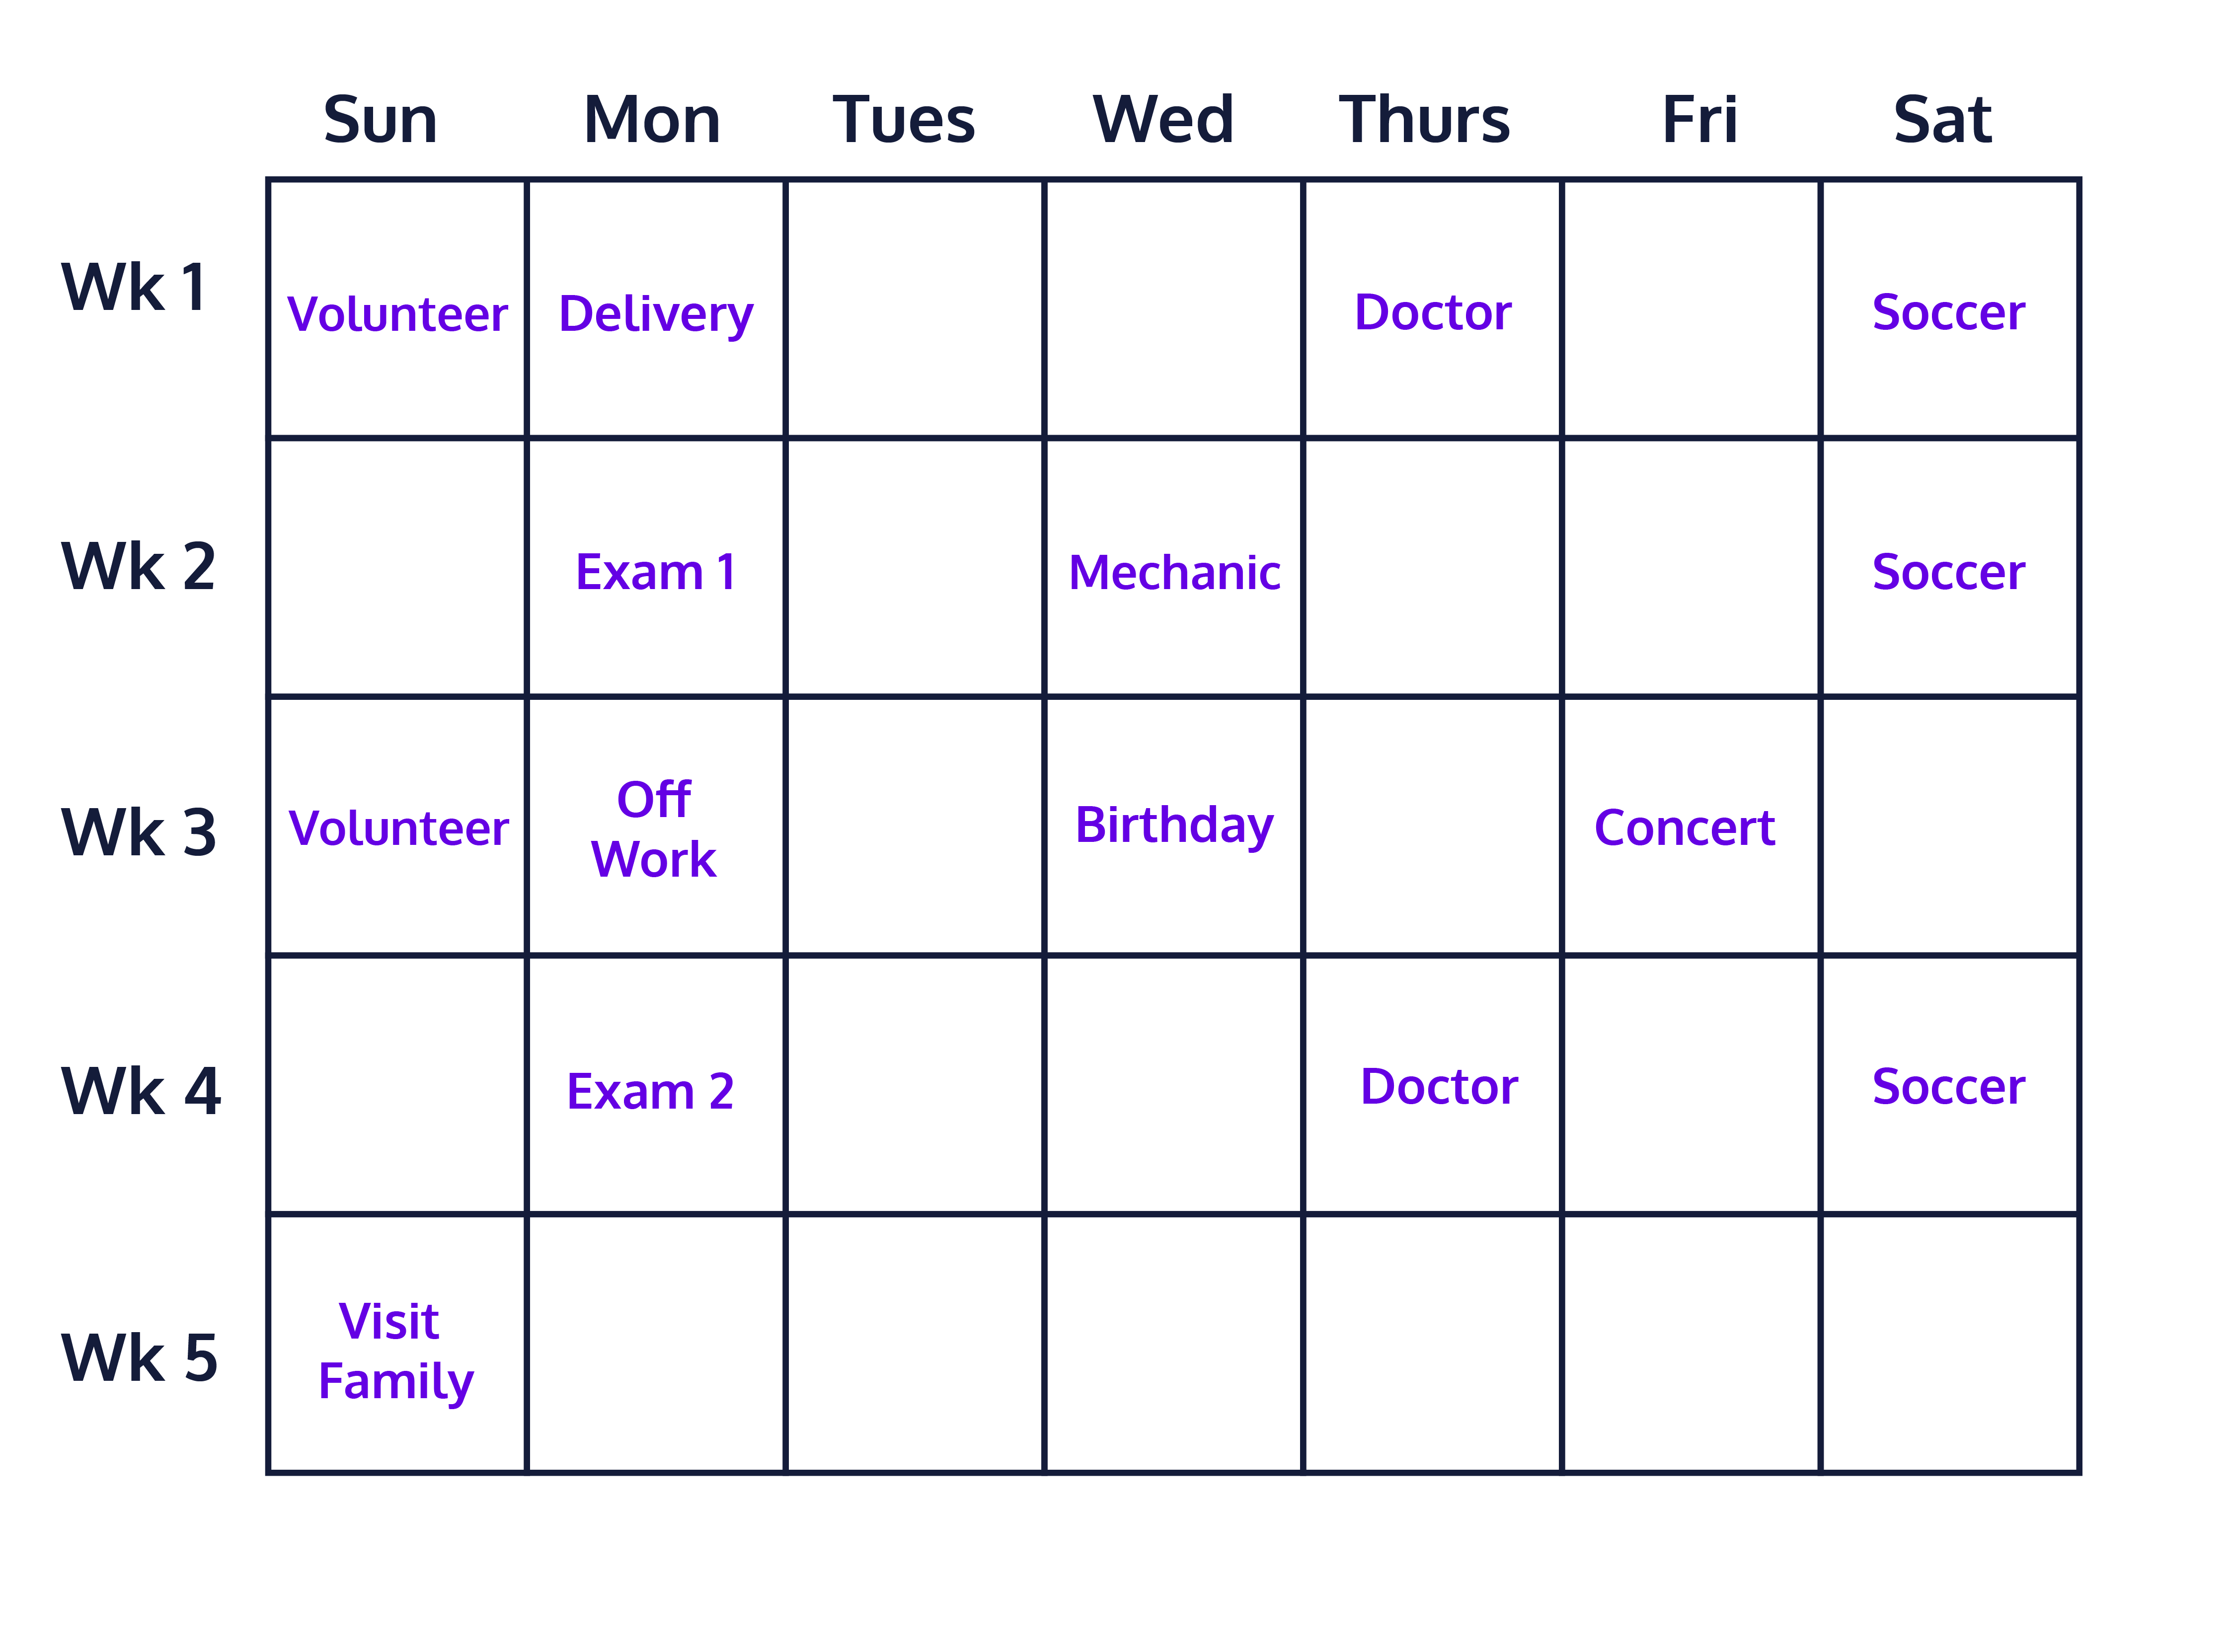 Sun Mon Tues Wed Thurs Fri Sat
Wk 1 Volunteer Delivery Doctor Soccer
Wk 2 Exam 1 Mechanic Soccer
Wk 3 Volunteer Off Work Birthday Concert
Wk 4 Exam 2 Doctor Soccer
Wk 5 Visit Family